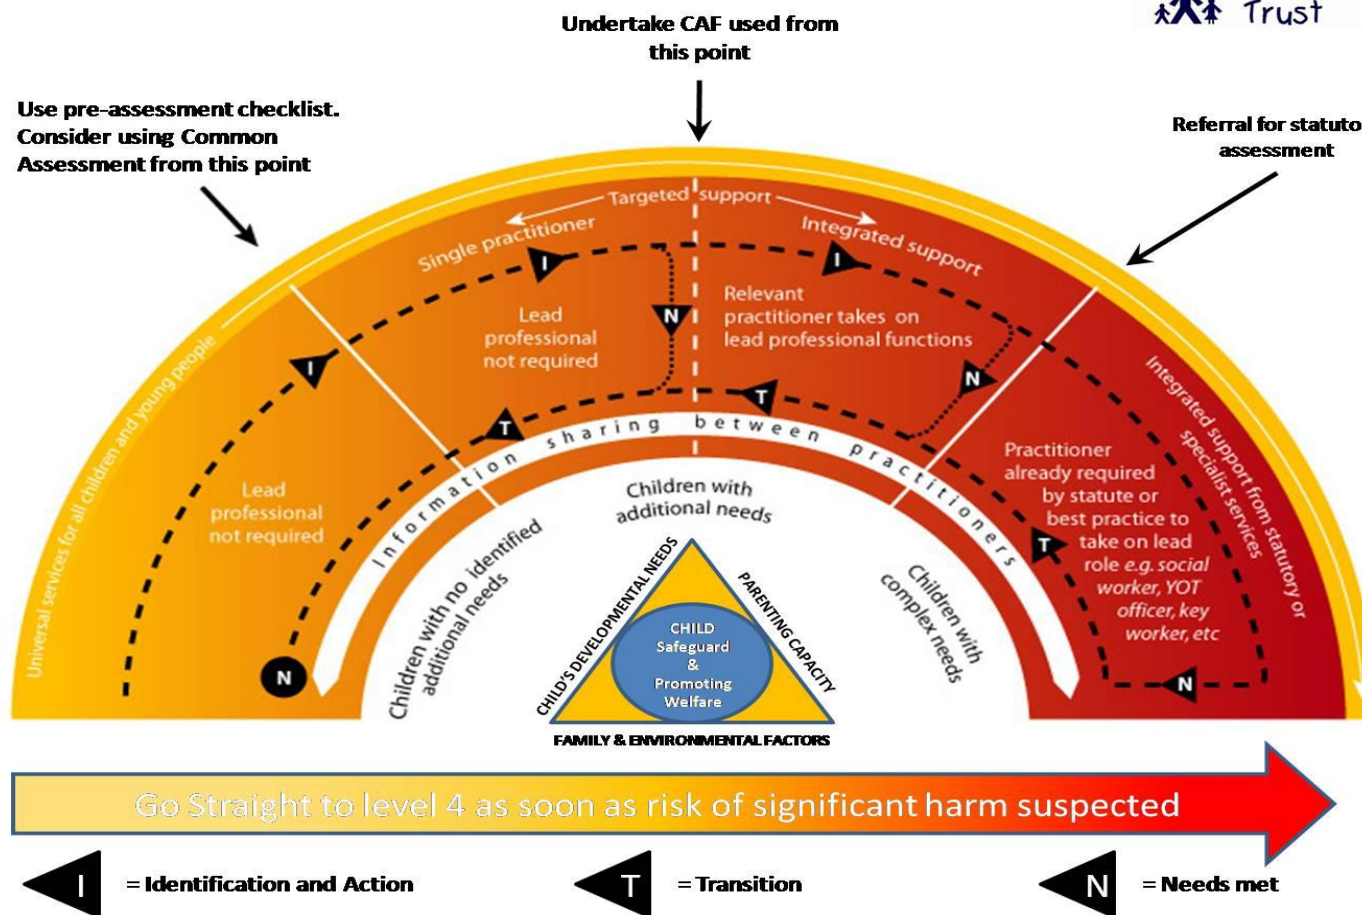 Trust
Undertake CAF used from
this point
Use pre-assessment checklist.
Consider using Common
Assessment from this point
Referral for statuto
assessment
Targeted support
Single practitioner
Integrated support
Universal services for all children and young people
Integrated support from statutory or
specialist services
I
I
I
N
N
T
T
T
N
N
Lead
professional
not required
Lead
professional
not required
Relevant
practitioner takes on
lead professional functions
Practitioner
already required
by statute or
best practice to
take on lead
role e.g. social
worker, YOT
officer, key
worker, etc
Information sharing between practitioners
Children with no identified
additional needs
Children with
additional needs
Children with
complex needs
CHILD'S DEVELOPMENTAL NEEDS
PARENTING CAPACITY
CHILD
Safeguard
&
Promoting
Welfare
FAMILY & ENVIRONMENTAL FACTORS
Go Straight to level 4 as soon as risk of significant harm suspected
I = Identification and Action
T = Transition
N = Needs met